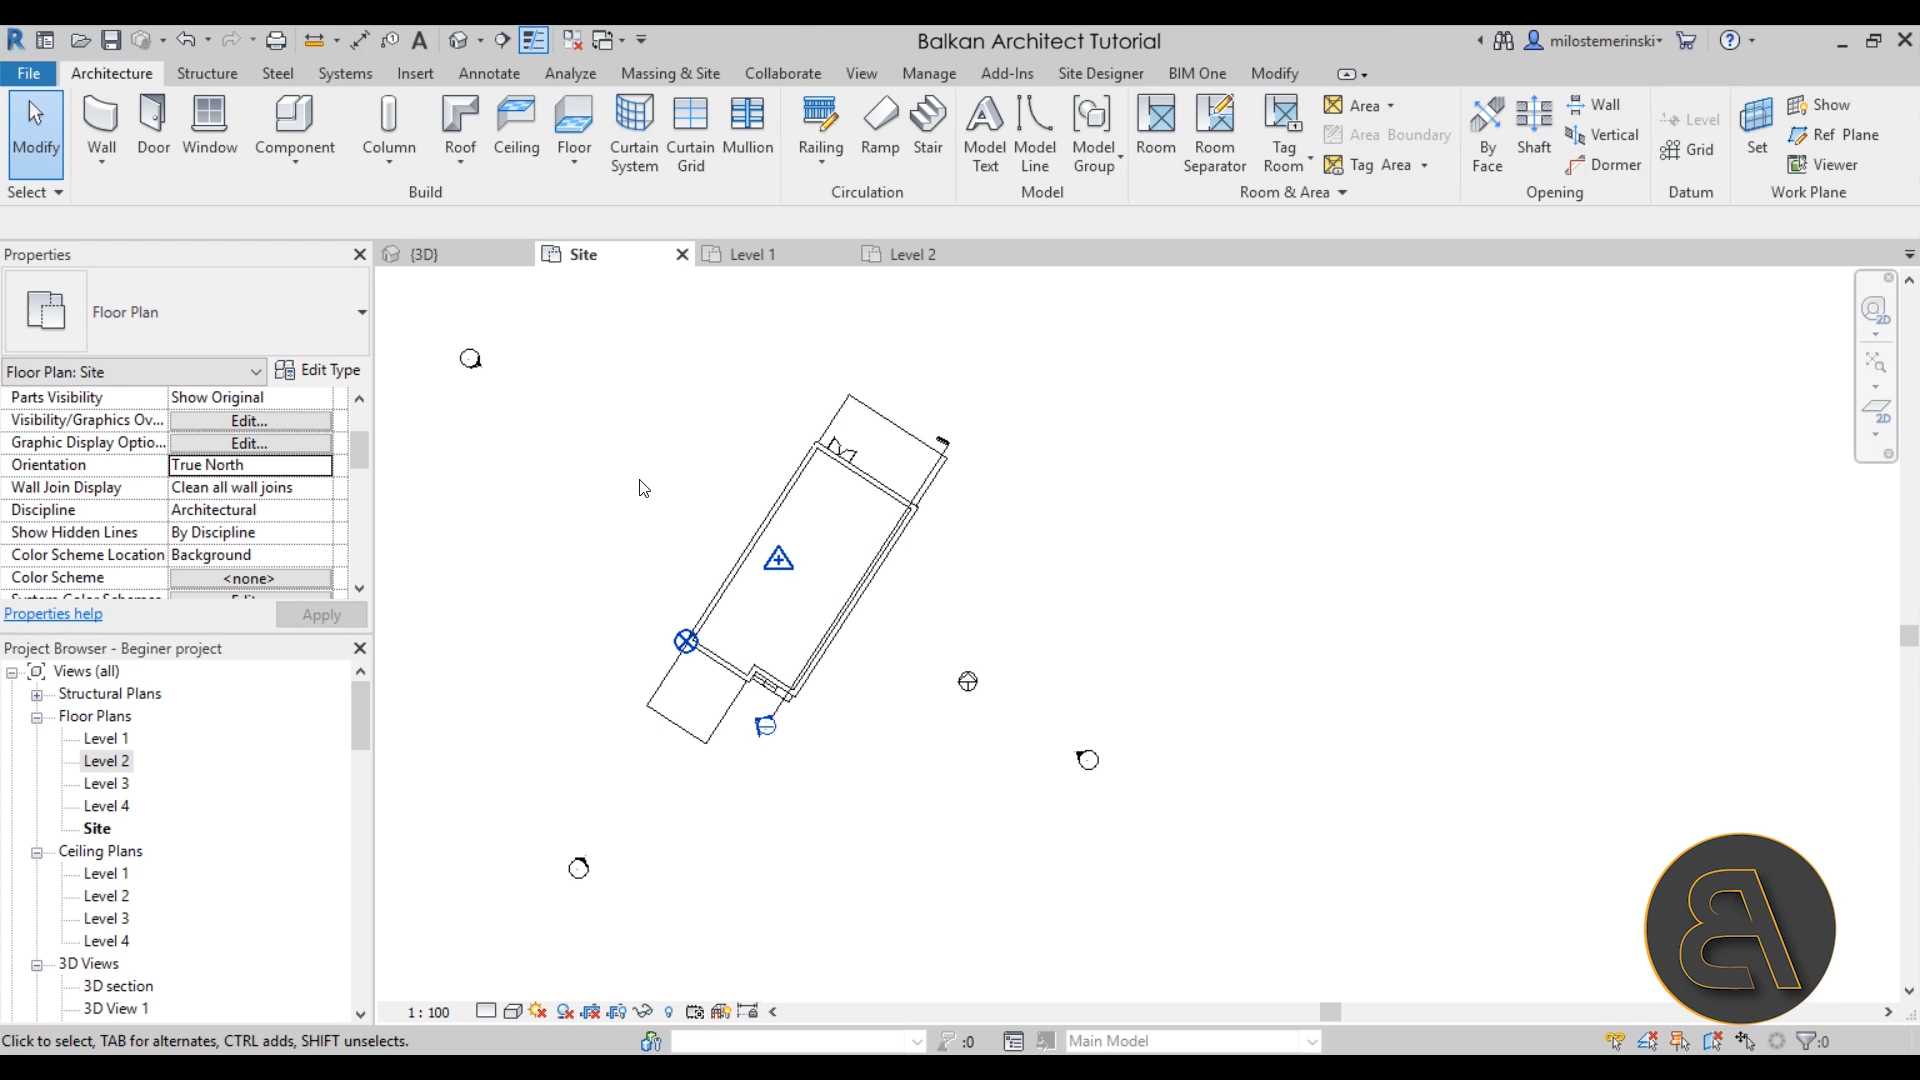 Balkan Architect Tutorial
milostemerinski
File Architecture Structure Steel Systems Insert Annotate Analyze Massing & Site Collaborate View Manage Add-Ins Site Designer BIM One Modify
Modify
Wall
Door
Window
Component
Column
Roof
Ceiling
Floor
Curtain System
Curtain Grid
Mullion
Railing
Ramp
Stair
Model Text
Model Line
Model Group
Room
Room Separator
Tag Room
Area
Area Boundary
Tag Area
By Face
Shaft
Wall
Vertical
Dormer
Level
Grid
Set
Show
Ref Plane
Viewer
Select Build Circulation Model Room & Area Opening Datum Work Plane
Properties
{3D} Site Level 1 Level 2
Floor Plan
Floor Plan: Site Edit Type
Parts Visibility Show Original
Visibility/Graphics Ov... Edit...
Graphic Display Optio... Edit...
Orientation True North
Wall Join Display Clean all wall joins
Discipline Architectural
Show Hidden Lines By Discipline
Color Scheme Location Background
Color Scheme <none>
Properties help Apply
Project Browser - Beginer project
Views (all)
Structural Plans
Floor Plans
Level 1
Level 2
Level 3
Level 4
Site
Ceiling Plans
Level 1
Level 2
Level 3
Level 4
3D Views
3D section
3D View 1
2D
2D
1 : 100
Click to select, TAB for alternates, CTRL adds, SHIFT unselects.
:0
Main Model
:0